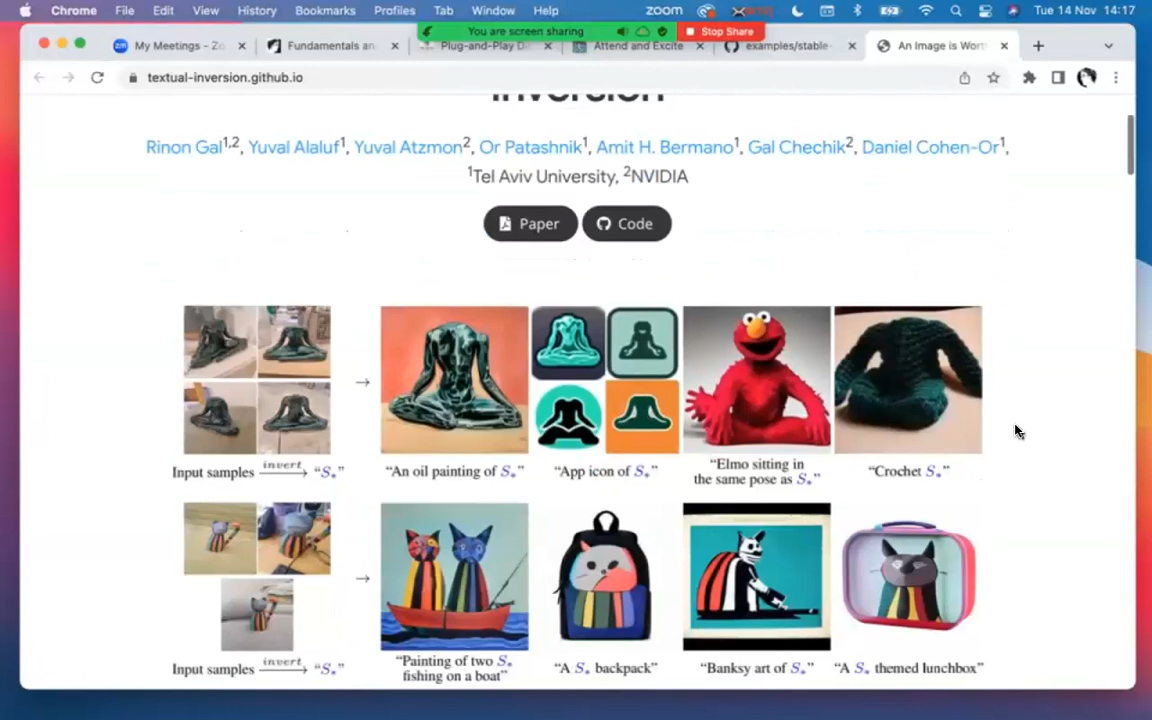 Chrome File Edit View History Bookmarks Profiles Tab Window Help zoom Tue 14 Nov 14:17
You are screen sharing Stop Share
My Meetings - Zo Fundamentals an Plug-and-Play D Attend and Excite examples/stable- An Image is Wort
textual-inversion.github.io
Inversion
Rinon Gal1,2, Yuval Alaluf1, Yuval Atzmon2, Or Patashnik1, Amit H. Bermano1, Gal Chechik2, Daniel Cohen-Or1,
1Tel Aviv University, 2NVIDIA
Paper Code
Input samples invert → “S*” “An oil painting of S*” “App icon of S*” “Elmo sitting in the same pose as S*” “Crochet S*”
Input samples invert → “S*” “Painting of two S* fishing on a boat” “A S* backpack” “Banksy art of S*” “A S* themed lunchbox”